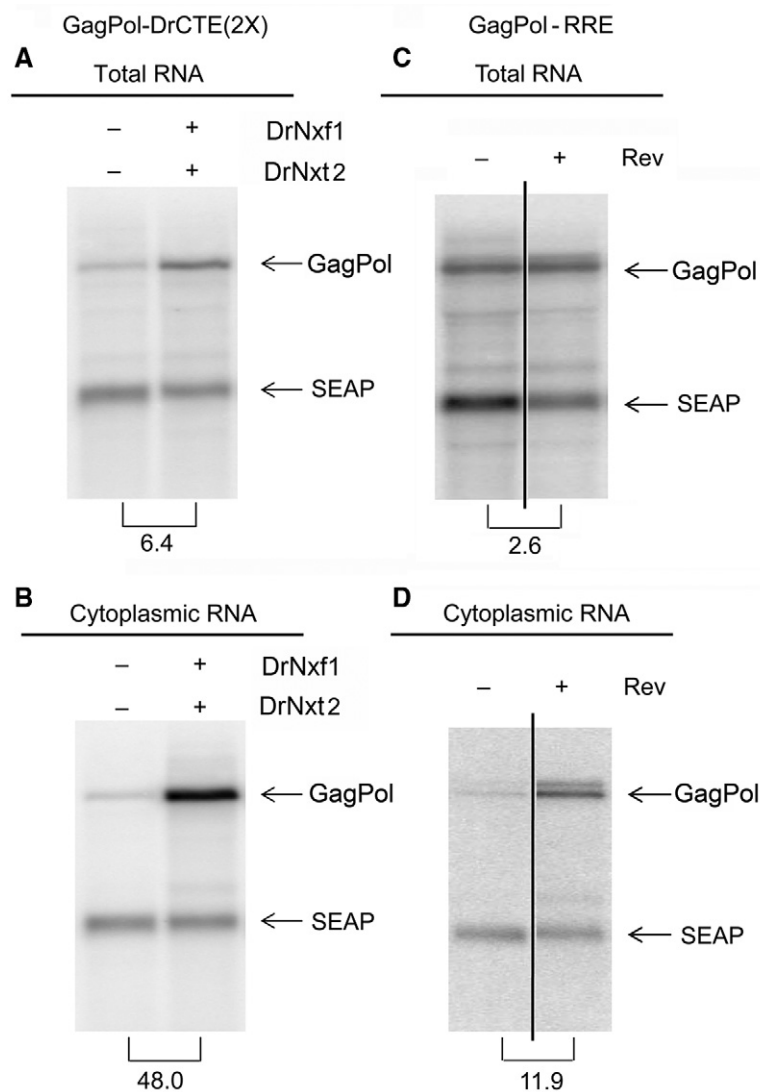 GagPol-DrCTE(2X)
A
Total RNA
– + DrNxf1
– + DrNxt2
GagPol
SEAP
6.4
B
Cytoplasmic RNA
– + DrNxf1
– + DrNxt2
GagPol
SEAP
48.0
GagPol-RRE
C
Total RNA
– + Rev
GagPol
SEAP
2.6
D
Cytoplasmic RNA
– + Rev
GagPol
SEAP
11.9